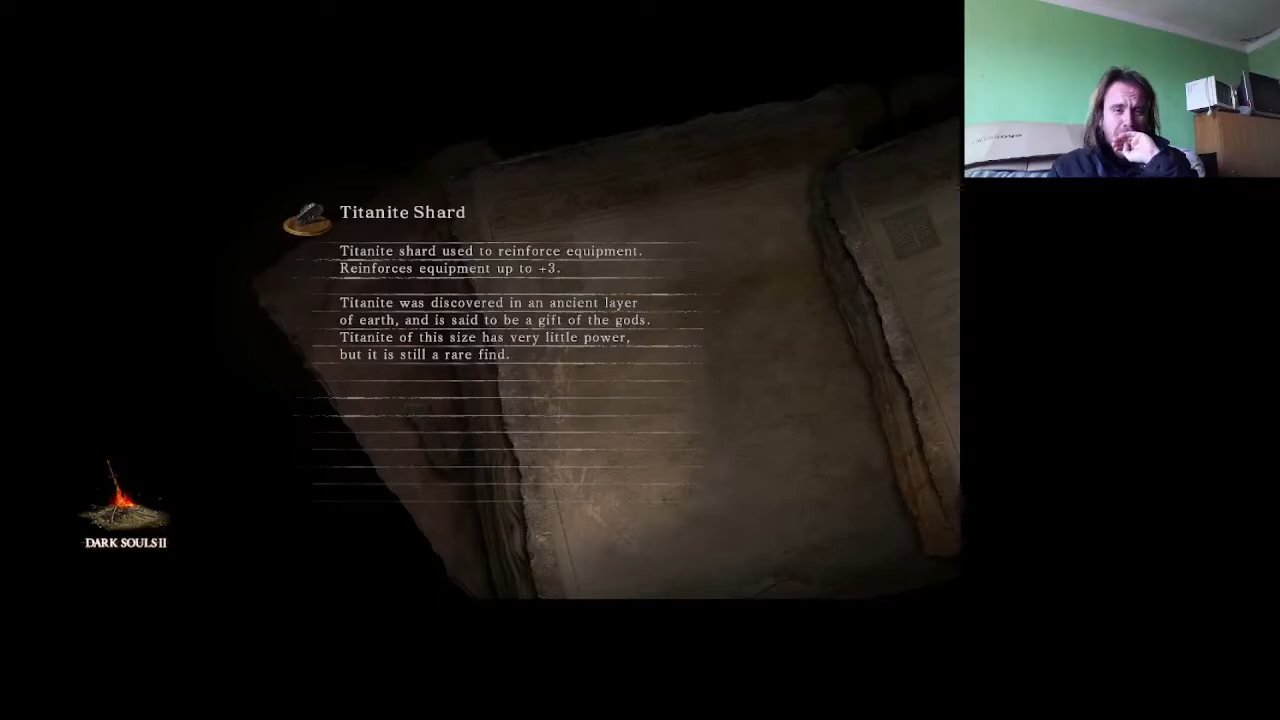 Titanite Shard
Titanite shard used to reinforce equipment.
Reinforces equipment up to +3.
Titanite was discovered in an ancient layer
of earth, and is said to be a gift of the gods.
Titanite of this size has very little power,
but it is still a rare find.
DARK SOULS II